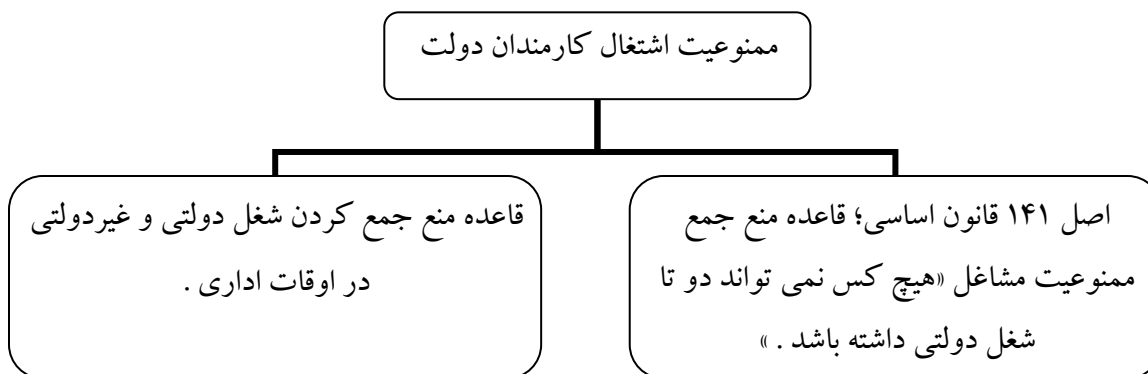 ممنوعیت اشتغال کارمندان دولت
اصل ۱۴۱ قانون اساسی؛ قاعده منع جمع
ممنوعیت مشاغل «هیچ کس نمی تواند دو تا
شغل دولتی داشته باشد . »
قاعده منع جمع کردن شغل دولتی و غیردولتی
در اوقات اداری .